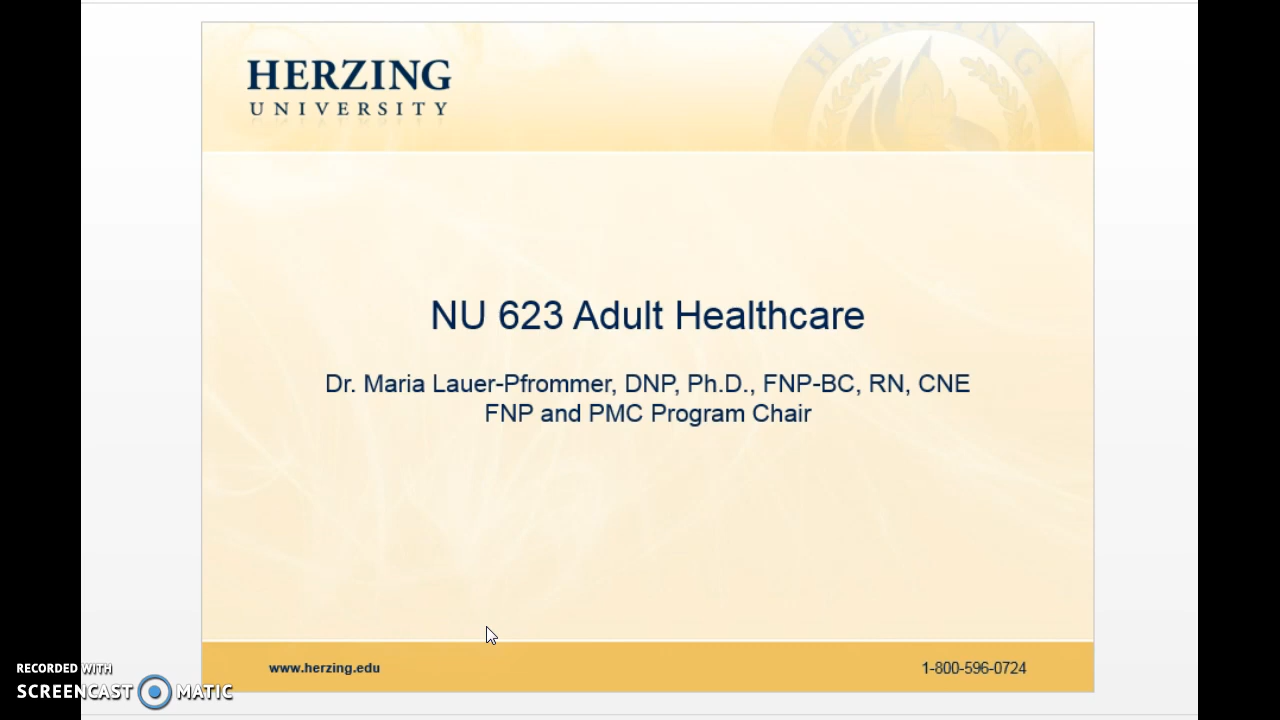 HERZING
HERZING
UNIVERSITY
NU 623 Adult Healthcare
Dr. Maria Lauer-Pfrommer, DNP, Ph.D., FNP-BC, RN, CNE
FNP and PMC Program Chair
www.herzing.edu
1-800-596-0724
RECORDED WITH
SCREENCAST MATIC